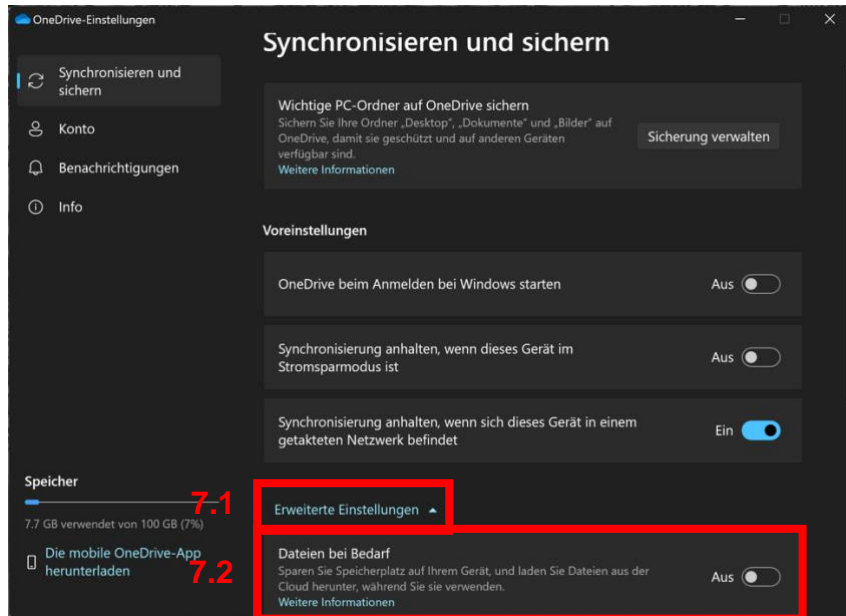 OneDrive-Einstellungen
Synchronisieren und sichern
Synchronisieren und
sichern
Konto
Benachrichtigungen
Info
Wichtige PC-Ordner auf OneDrive sichern
Sichern Sie Ihre Ordner „Desktop", „Dokumente" und „Bilder" auf
OneDrive, damit sie geschützt und auf anderen Geräten
verfügbar sind.
Weitere Informationen
Sicherung verwalten
Voreinstellungen
OneDrive beim Anmelden bei Windows starten
Aus
Synchronisierung anhalten, wenn dieses Gerät im
Stromsparmodus ist
Aus
Synchronisierung anhalten, wenn sich dieses Gerät in einem
getakteten Netzwerk befindet
Ein
Speicher
7.7 GB verwendet von 100 GB (7%)
Die mobile OneDrive-App
herunterladen
7.1
Erweiterte Einstellungen
7.2
Dateien bei Bedarf
Sparen Sie Speicherplatz auf Ihrem Gerät, und laden Sie Dateien aus der
Cloud herunter, während Sie sie verwenden.
Weitere Informationen
Aus